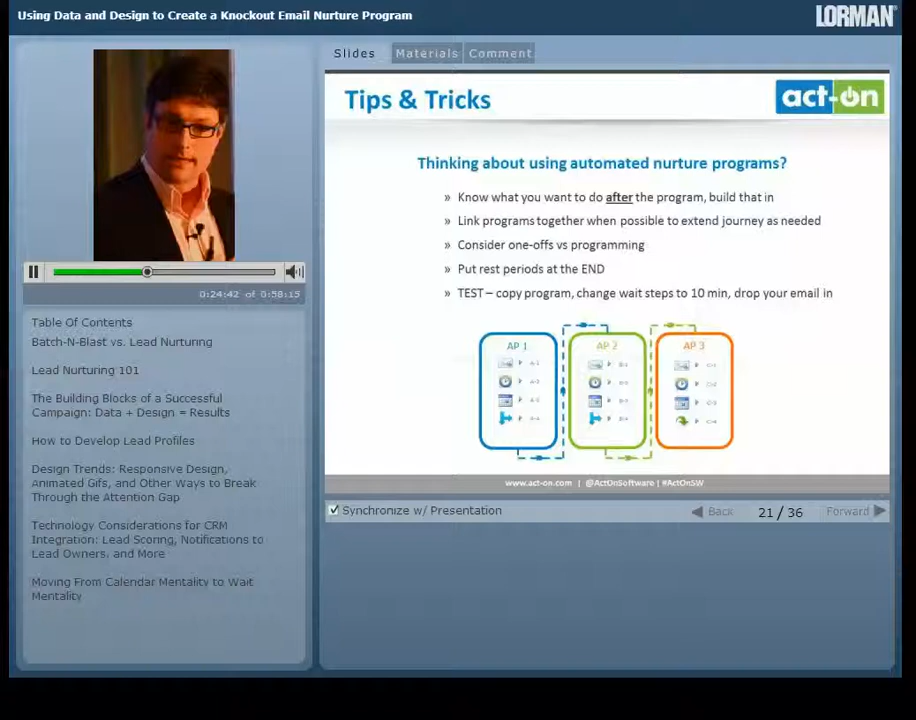 Using Data and Design to Create a Knockout Email Nurture Program
LORMAN
Slides
Materials
Comment
Tips & Tricks
act-on
Thinking about using automated nurture programs?
» Know what you want to do after the program, build that in
» Link programs together when possible to extend journey as needed
» Consider one-offs vs programming
» Put rest periods at the END
» TEST – copy program, change wait steps to 10 min, drop your email in
AP 1
AP 2
AP 3
www.act-on.com | @ActOnSoftware | #ActOnSW
0:24:42 of 0:58:15
Table Of Contents
Batch-N-Blast vs. Lead Nurturing
Lead Nurturing 101
The Building Blocks of a Successful
Campaign: Data + Design = Results
How to Develop Lead Profiles
Design Trends: Responsive Design,
Animated Gifs, and Other Ways to Break
Through the Attention Gap
Technology Considerations for CRM
Integration: Lead Scoring, Notifications to
Lead Owners, and More
Moving From Calendar Mentality to Wait
Mentality
Synchronize w/ Presentation
Back
21 / 36
Forward